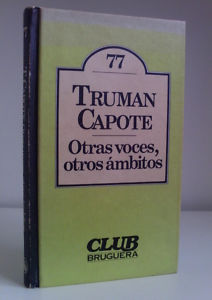 77
TRUMAN
CAPOTE
Otras voces,
otros ámbitos
CLUB
BRUGUERA